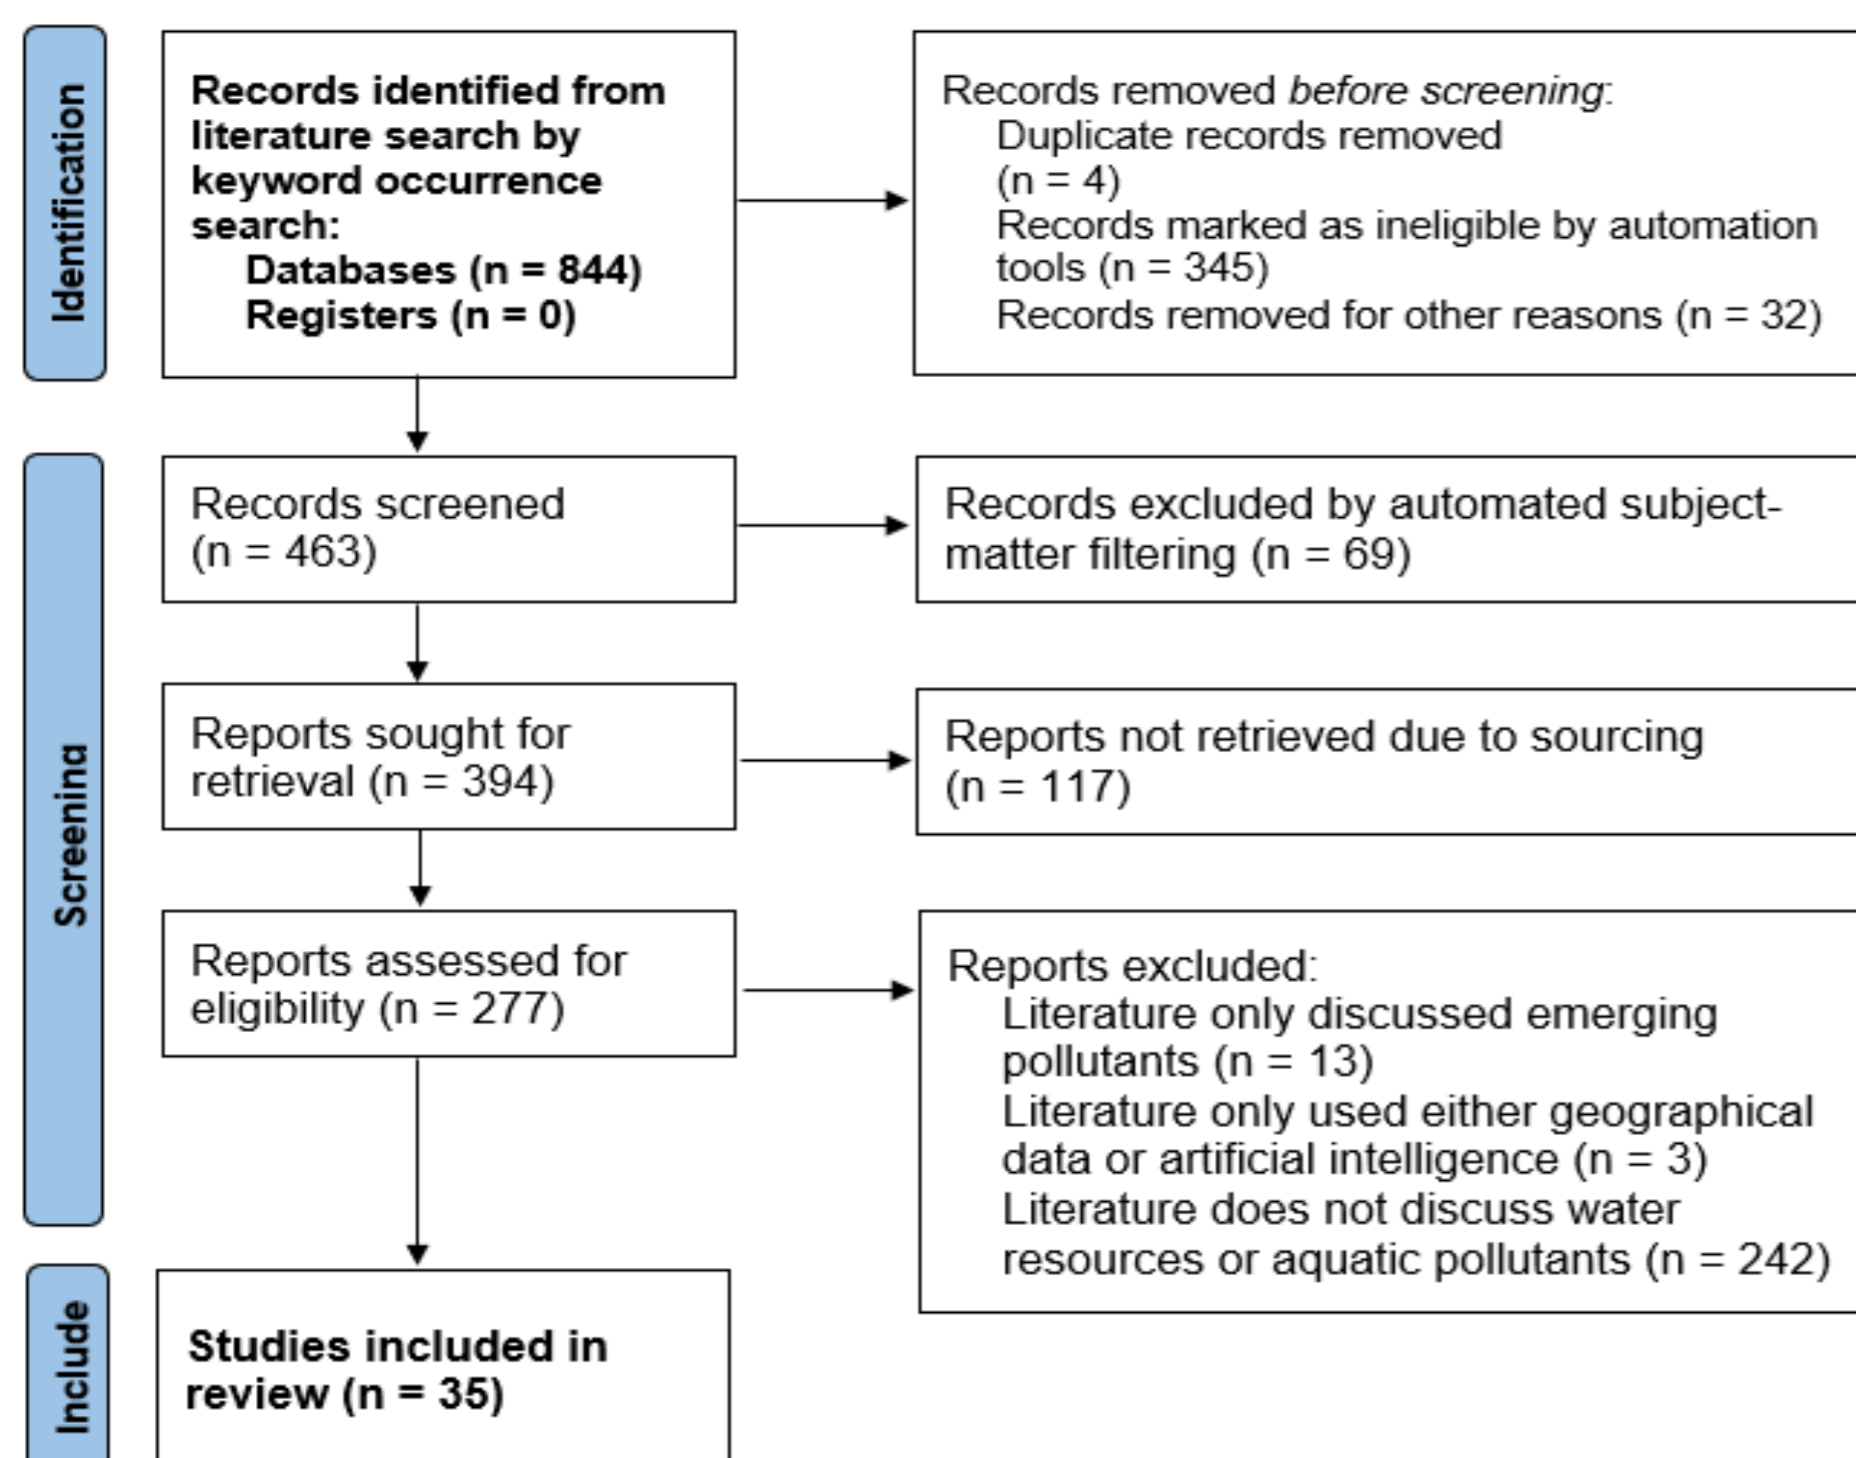 Identification
Records identified from
literature search by
keyword occurrence
search:
Databases (n = 844)
Registers (n = 0)
Records removed before screening:
Duplicate records removed
(n = 4)
Records marked as ineligible by automation
tools (n = 345)
Records removed for other reasons (n = 32)
Screening
Records screened
(n = 463)
Records excluded by automated subject-
matter filtering (n = 69)
Reports sought for
retrieval (n = 394)
Reports not retrieved due to sourcing
(n = 117)
Reports assessed for
eligibility (n = 277)
Reports excluded:
Literature only discussed emerging
pollutants (n = 13)
Literature only used either geographical
data or artificial intelligence (n = 3)
Literature does not discuss water
resources or aquatic pollutants (n = 242)
Include
Studies included in
review (n = 35)